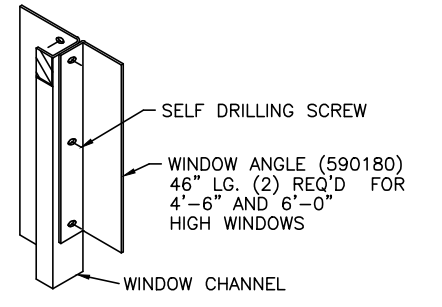 SELF DRILLING SCREW
WINDOW ANGLE (590180)
46" LG. (2) REQ'D FOR
4'-6" AND 6'-0"
HIGH WINDOWS
WINDOW CHANNEL